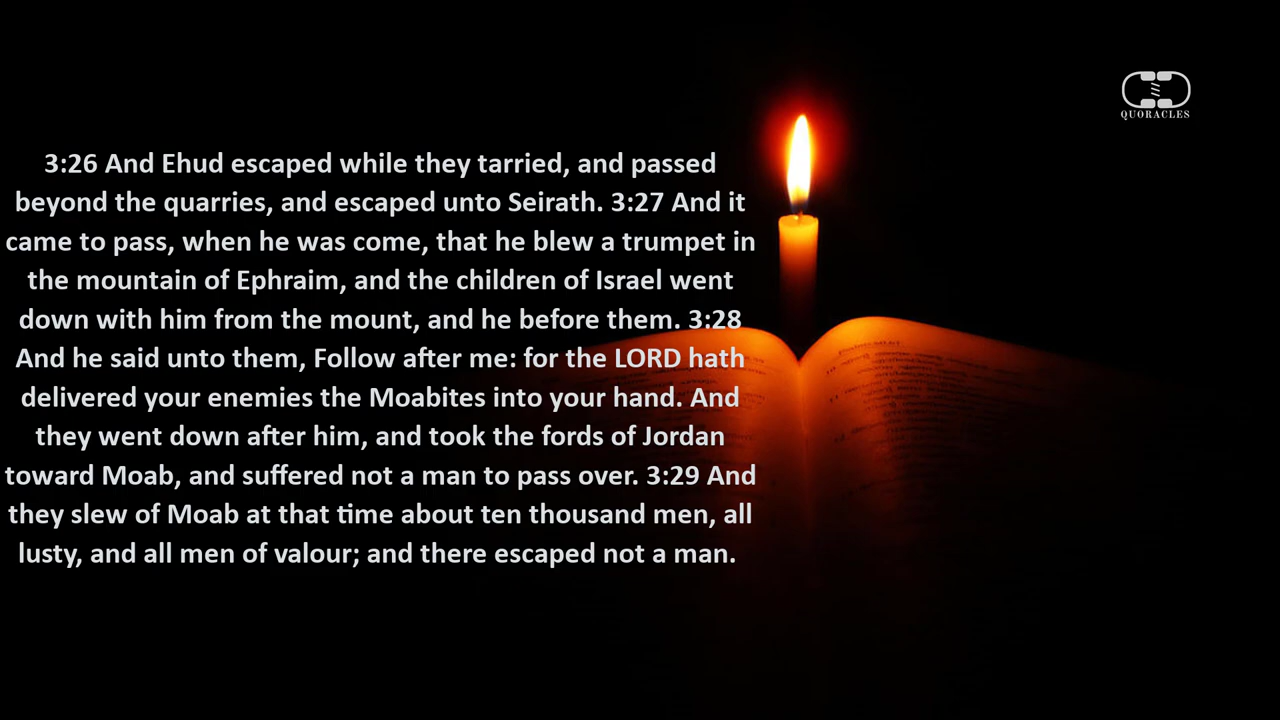 QUORACLES
3:26 And Ehud escaped while they tarried, and passed
beyond the quarries, and escaped unto Seirath. 3:27 And it
came to pass, when he was come, that he blew a trumpet in
the mountain of Ephraim, and the children of Israel went
down with him from the mount, and he before them. 3:28
And he said unto them, Follow after me: for the LORD hath
delivered your enemies the Moabites into your hand. And
they went down after him, and took the fords of Jordan
toward Moab, and suffered not a man to pass over. 3:29 And
they slew of Moab at that time about ten thousand men, all
lusty, and all men of valour; and there escaped not a man.